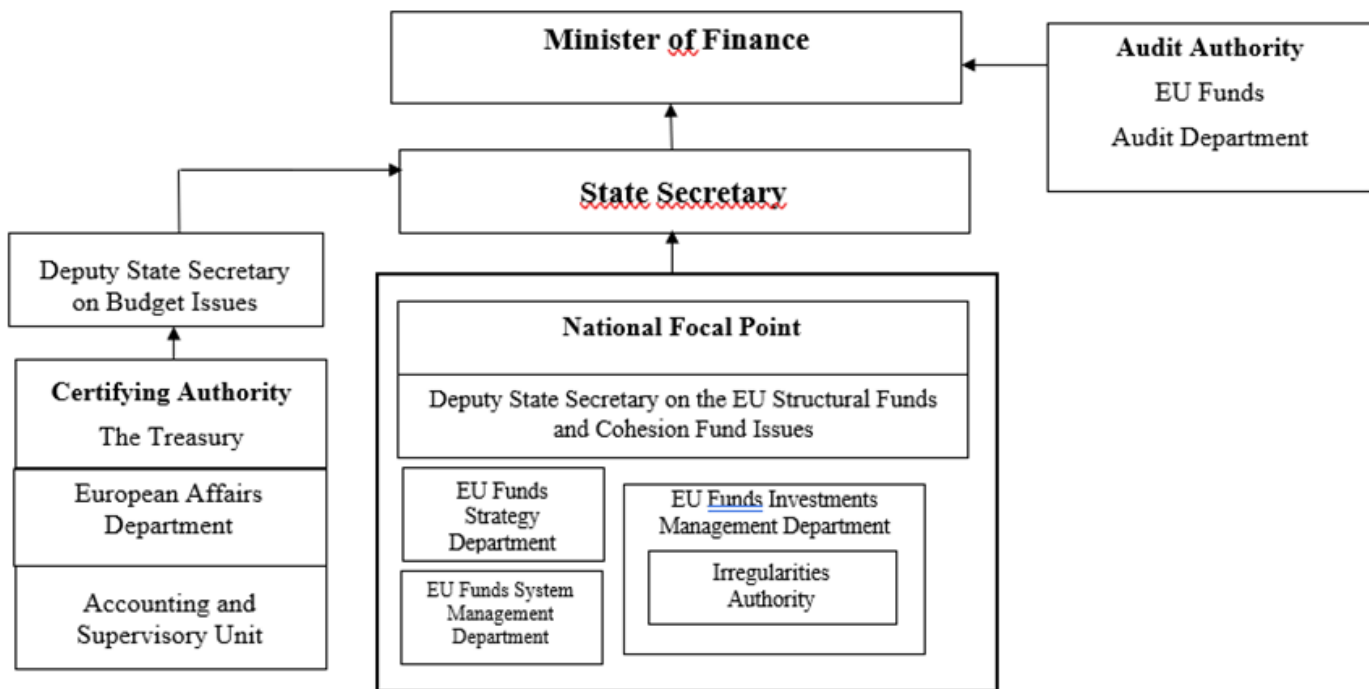 Minister of Finance
Audit Authority
EU Funds
Audit Department
State Secretary
Deputy State Secretary
on Budget Issues
Certifying Authority
The Treasury
European Affairs
Department
Accounting and
Supervisory Unit
National Focal Point
Deputy State Secretary on the EU Structural Funds
and Cohesion Fund Issues
EU Funds
Strategy
Department
EU Funds System
Management
Department
EU Funds Investments
Management Department
Irregularities
Authority